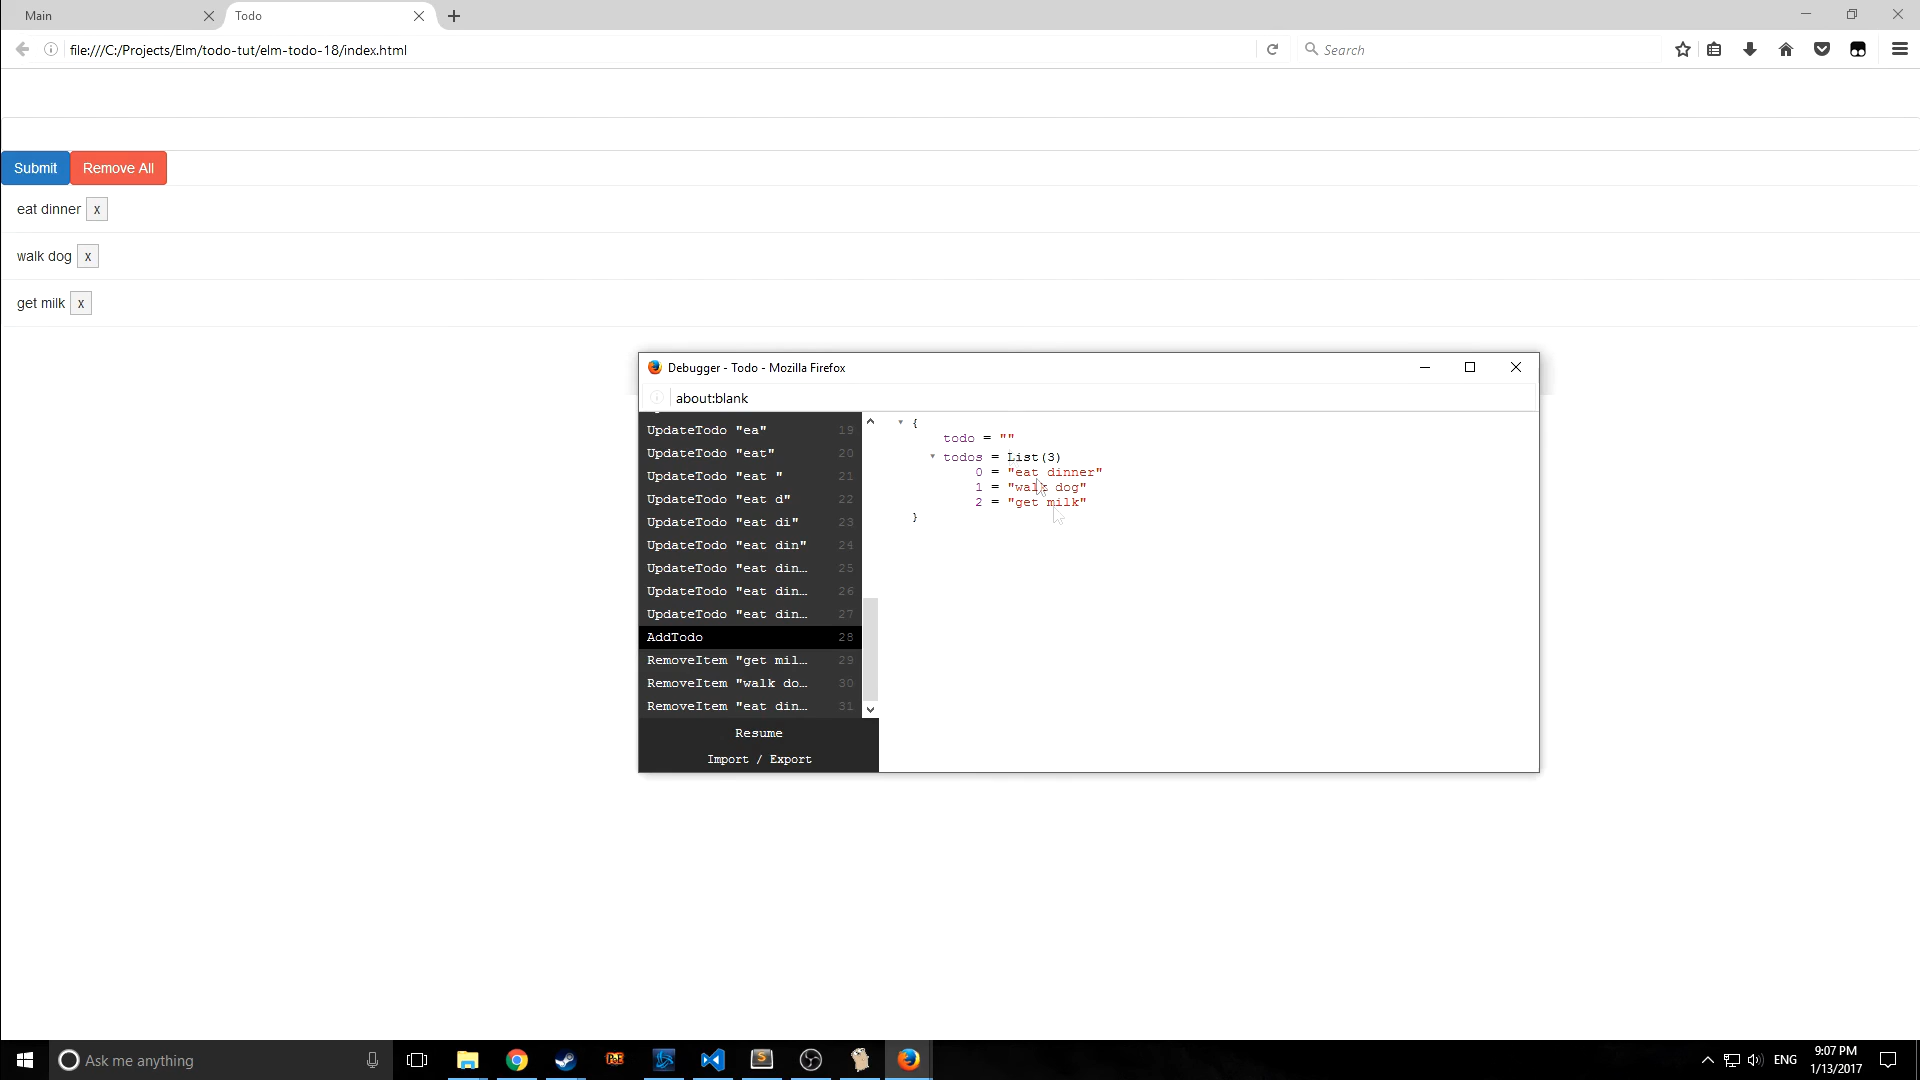 Main
Todo
file:///C:/Projects/Elm/todo-tut/elm-todo-18/index.html
Search
Submit
Remove All
eat dinner x
walk dog x
get milk x
Debugger - Todo - Mozilla Firefox
about:blank
UpdateTodo "ea" 19
UpdateTodo "eat" 20
UpdateTodo "eat " 21
UpdateTodo "eat d" 22
UpdateTodo "eat di" 23
UpdateTodo "eat din" 24
UpdateTodo "eat din… 25
UpdateTodo "eat din… 26
UpdateTodo "eat din… 27
AddTodo 28
RemoveItem "get mil… 29
RemoveItem "walk do… 30
RemoveItem "eat din… 31
Resume
Import / Export
{
todo = ""
todos = List(3)
0 = "eat dinner"
1 = "walk dog"
2 = "get milk"
}
Ask me anything
ENG
9:07 PM
1/13/2017